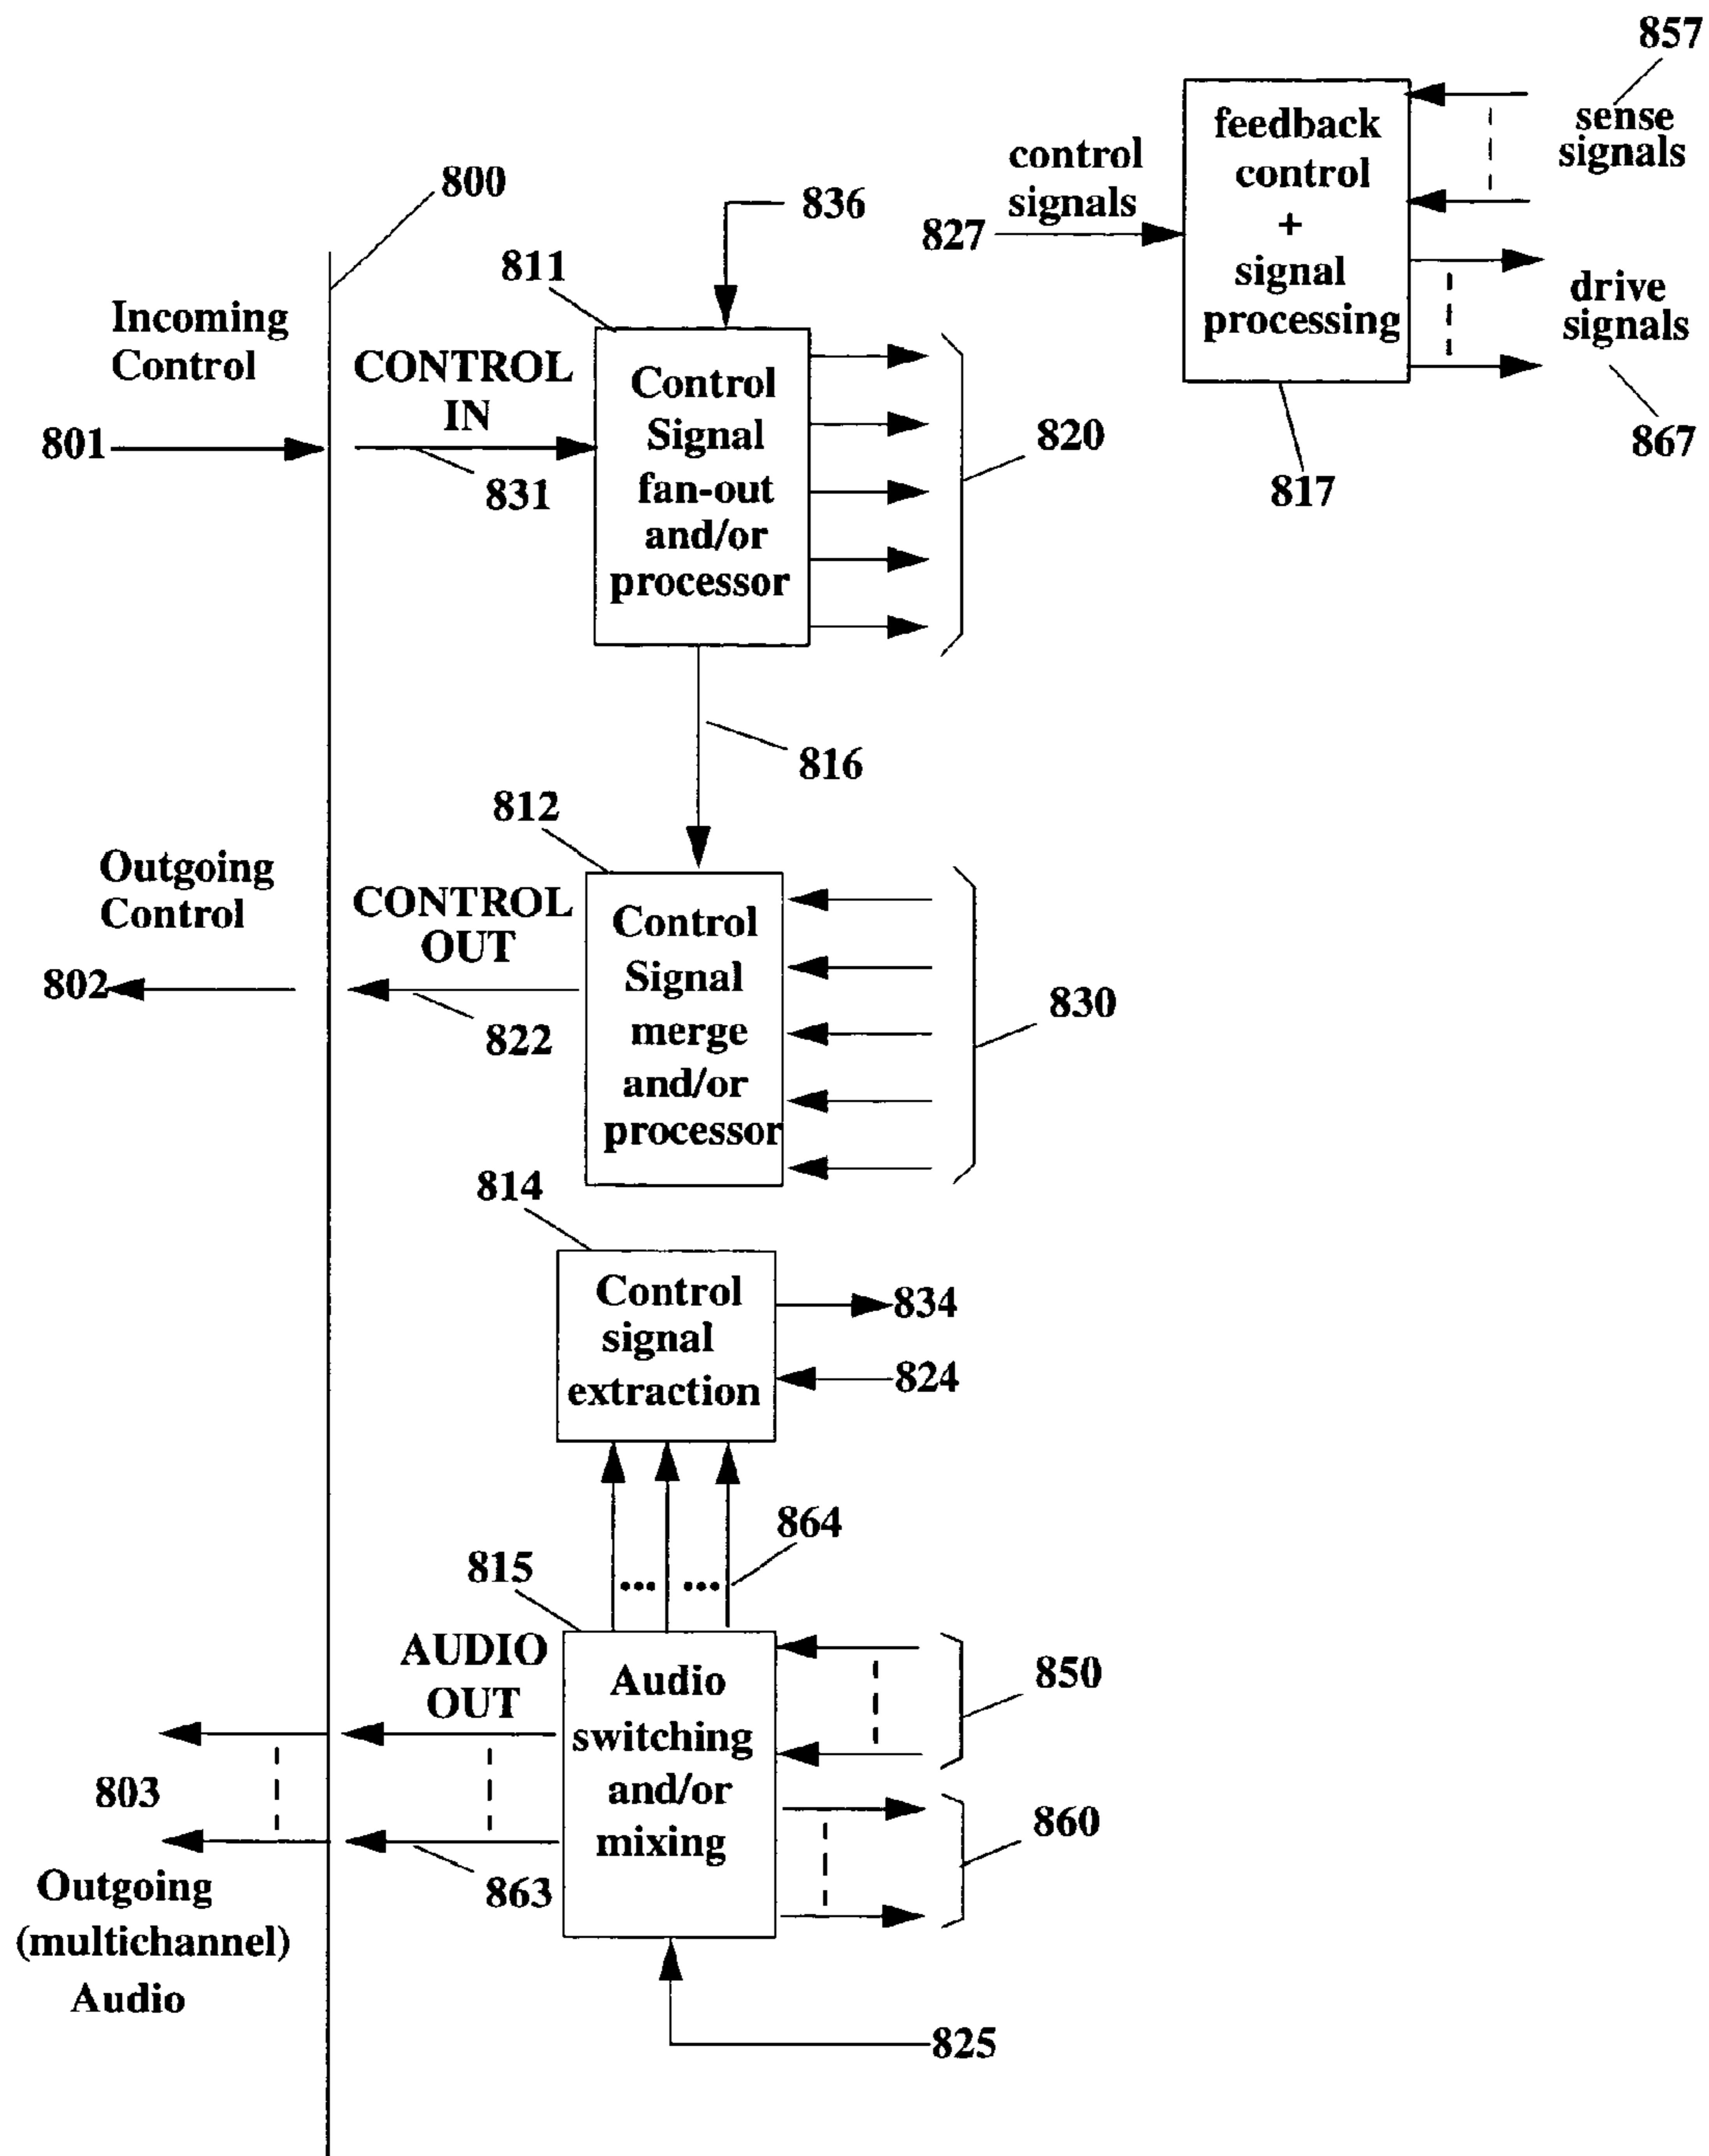 857
sense
signals
feedback
control
+
signal
processing
control
signals
827
drive
signals
867
817
800
836
811
Incoming
Control
801
CONTROL
IN
831
Control
Signal
fan-out
and/or
processor
820
816
812
Outgoing
Control
802
CONTROL
OUT
822
Control
Signal
merge
and/or
processor
830
814
Control
signal
extraction
834
824
864
... ...
815
AUDIO
OUT
Audio
switching
and/or
mixing
850
860
803
863
Outgoing
(multichannel)
Audio
825